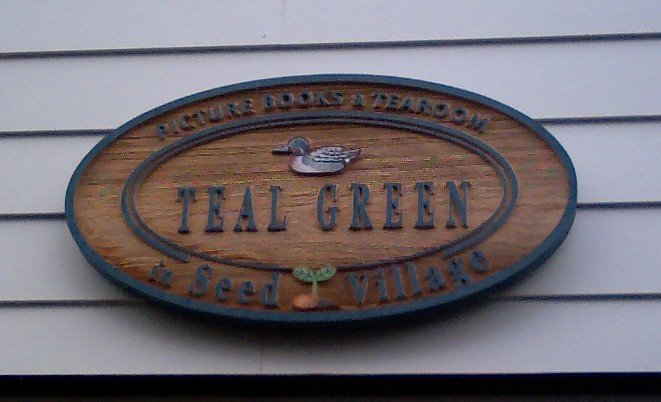 PICTURE BOOKS & TEAROOM
TEAL GREEN
in Seed Village